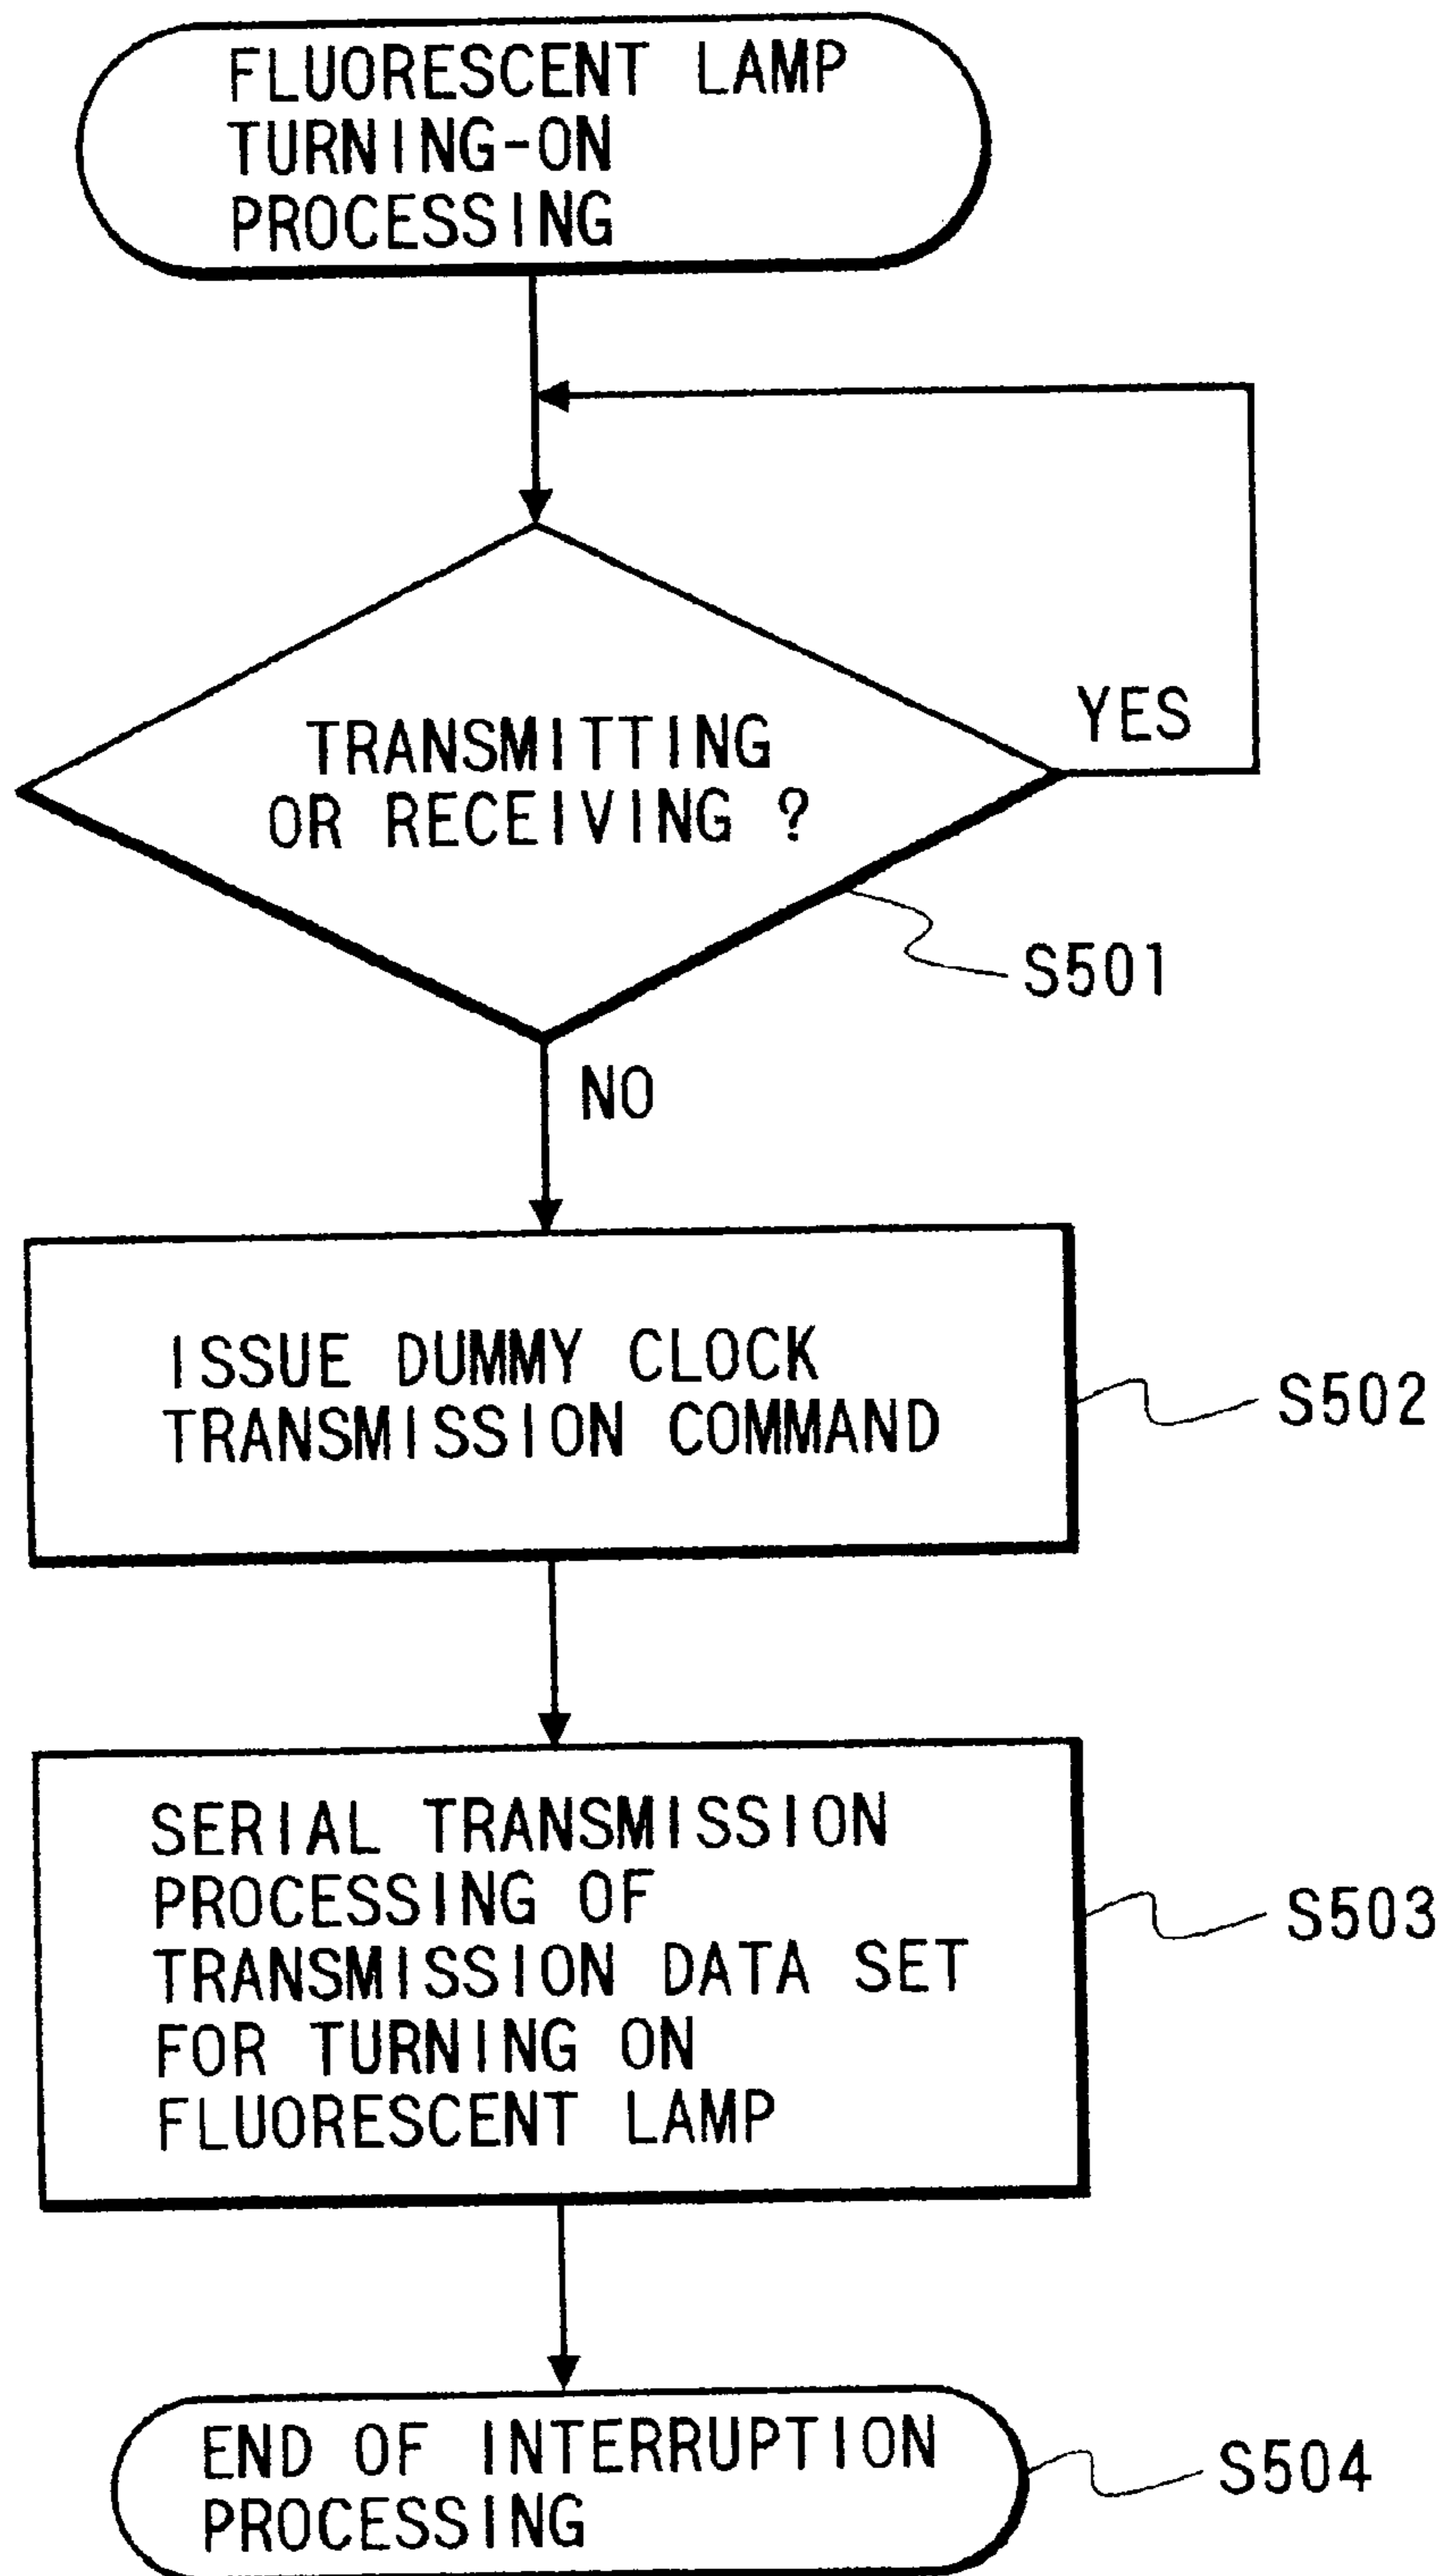 FLUORESCENT LAMP
TURNING-ON
PROCESSING
YES
TRANSMITTING
OR RECEIVING ?
S501
NO
ISSUE DUMMY CLOCK
TRANSMISSION COMMAND
S502
SERIAL TRANSMISSION
PROCESSING OF
TRANSMISSION DATA SET
FOR TURNING ON
FLUORESCENT LAMP
S503
END OF INTERRUPTION
PROCESSING
S504